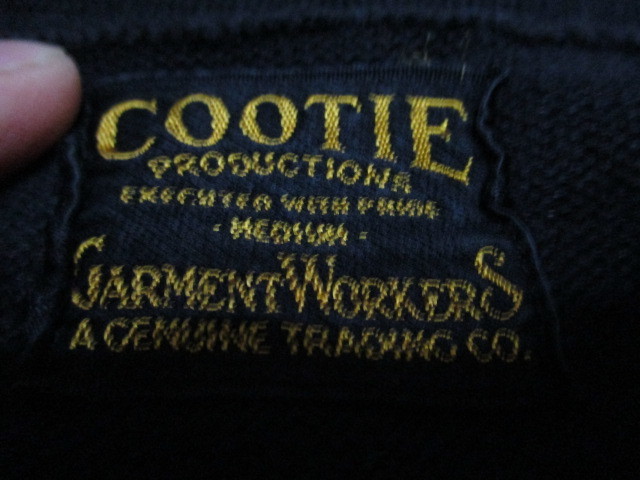 COOTIE
PRODUCTIONS
EXECUTED WITH PRIDE
- MEDIUM -
GARMENT WORKERS
A GENUINE TRADING CO.